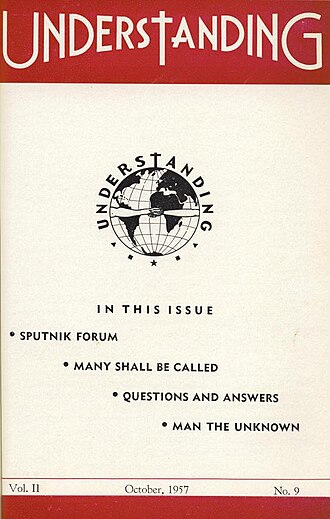 UNDERSTANDING
UNDERSTANDING
IN THIS ISSUE
• SPUTNIK FORUM
• MANY SHALL BE CALLED
• QUESTIONS AND ANSWERS
• MAN THE UNKNOWN
Vol. II October, 1957 No. 9